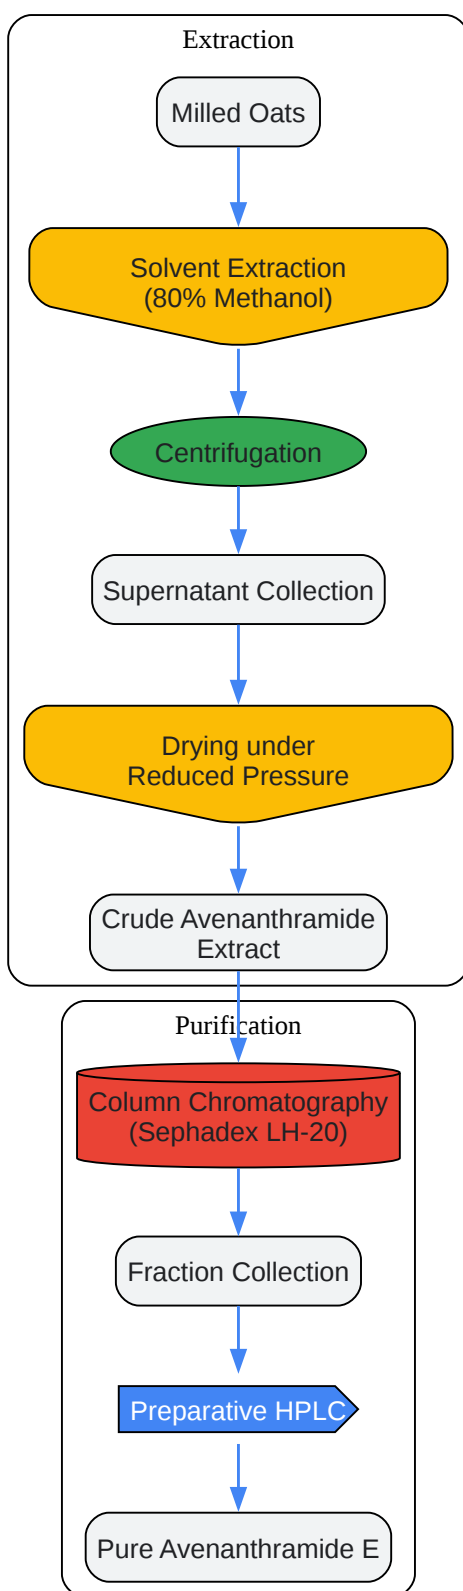 Extraction
Milled Oats
Solvent Extraction
(80% Methanol)
Centrifugation
Supernatant Collection
Drying under
Reduced Pressure
Crude Avenanthramide
Extract
Purification
Column Chromatography
(Sephadex LH-20)
Fraction Collection
Preparative HPLC
Pure Avenanthramide E